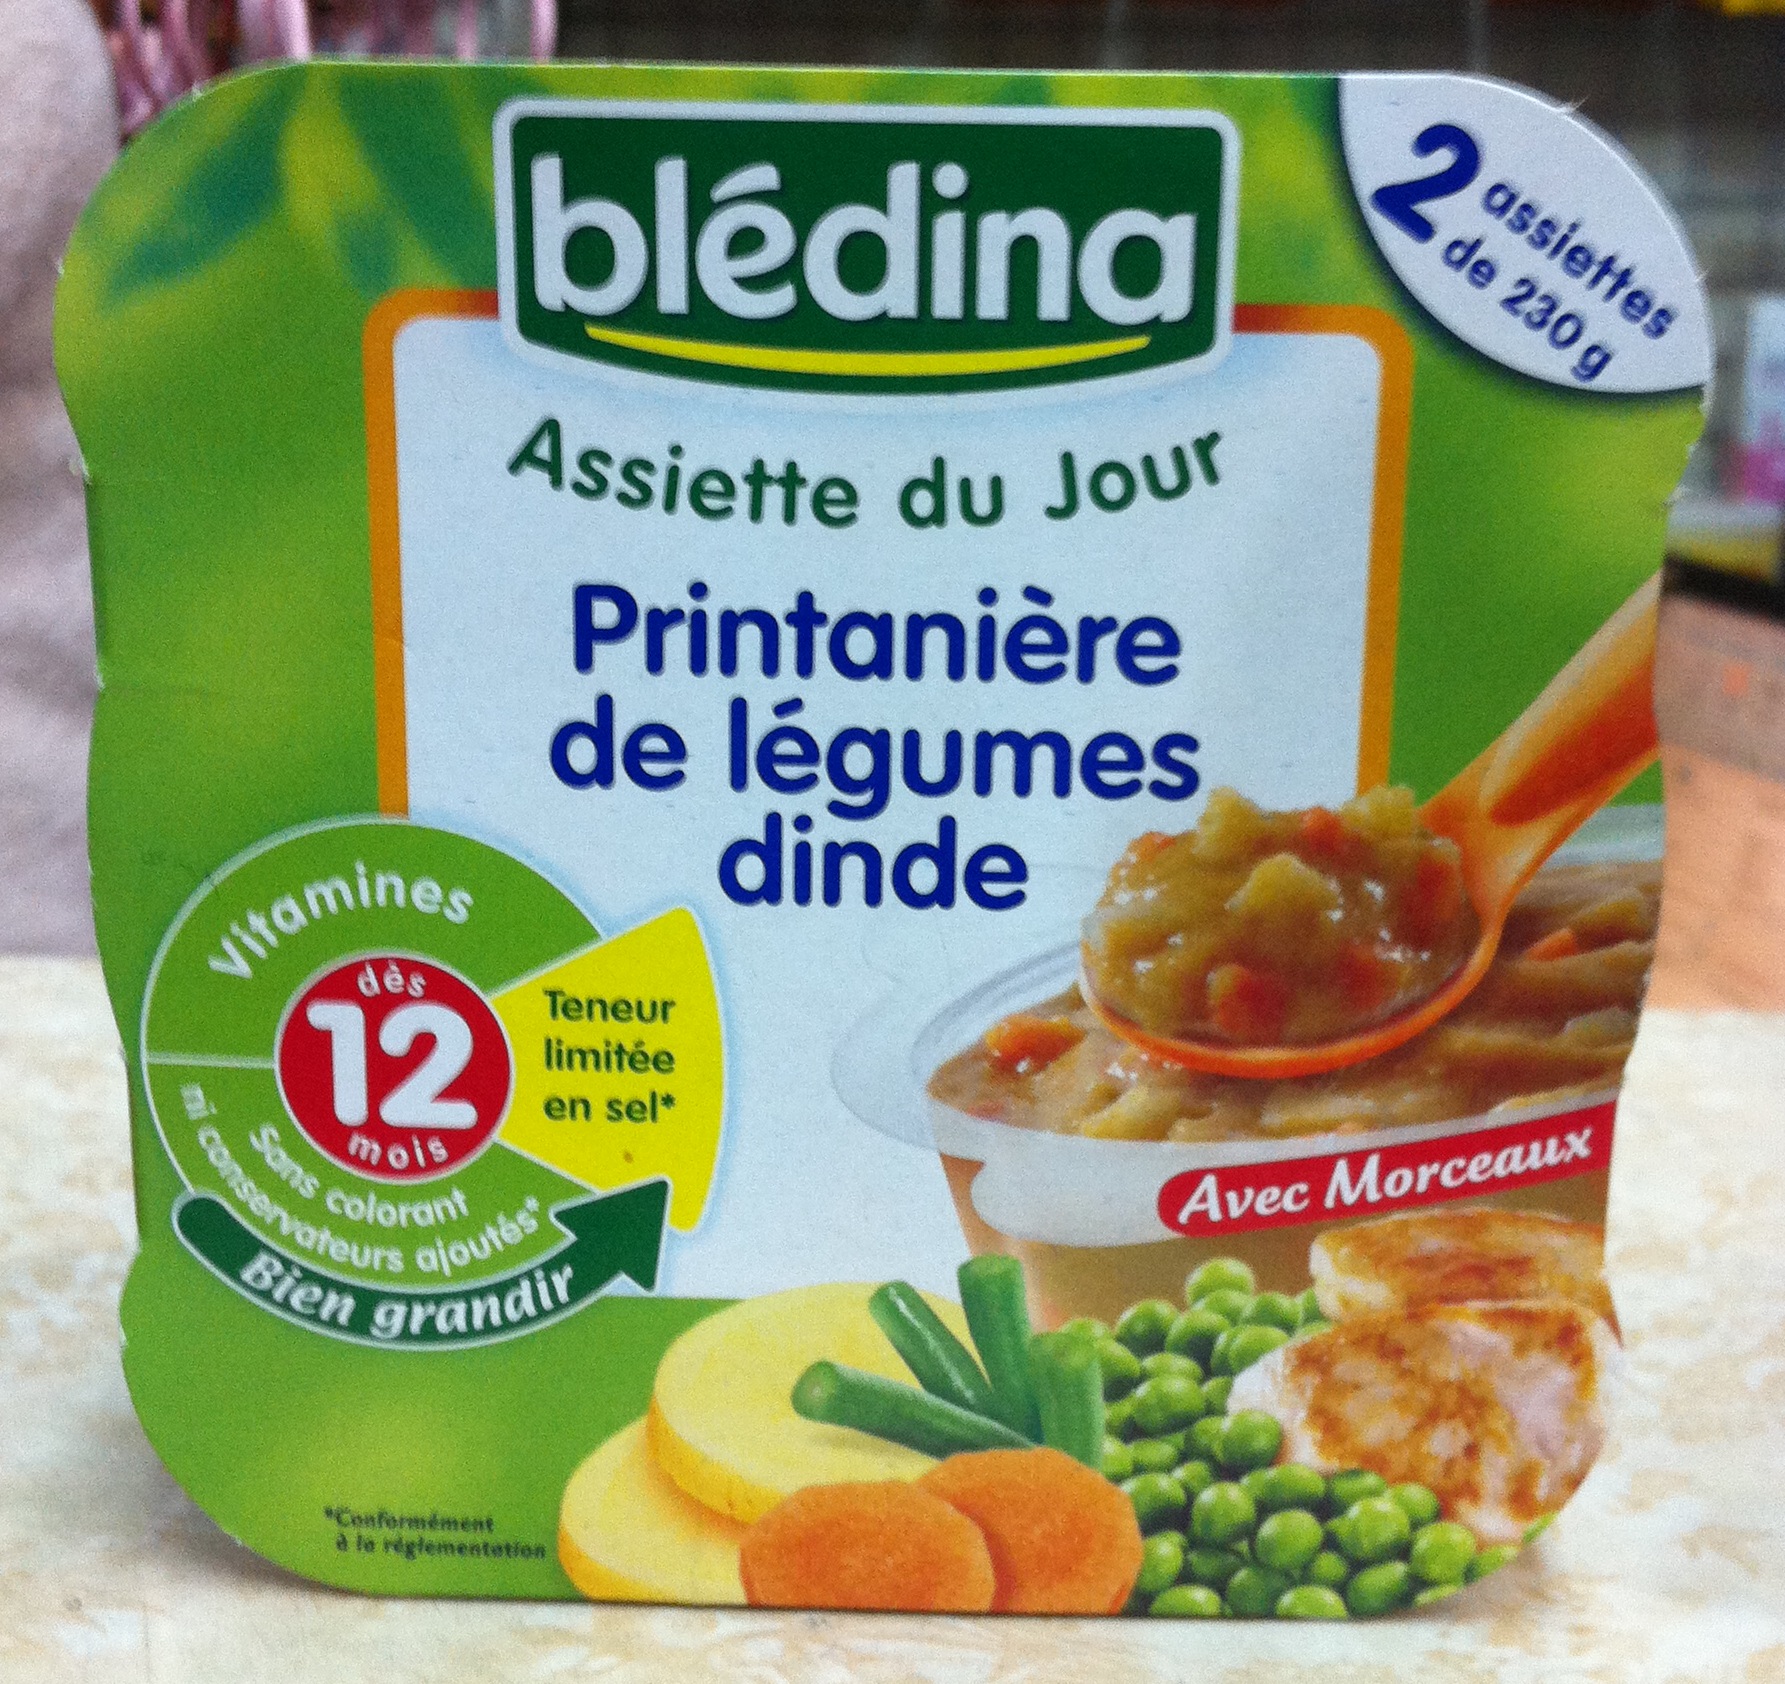 blédina
2 assiettes
de 230 g
Assiette du Jour
Printanière
de légumes
dinde
Vitamines
dès
12
mois
Teneur
limitée
en sel*
Sans colorant
ni conservateurs ajoutés*
Bien grandir
Avec Morceaux
*Conformément
à la réglementation